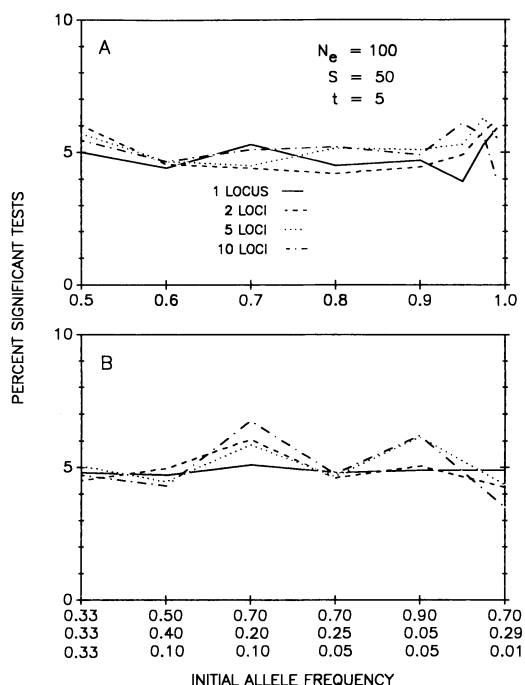 PERCENT SIGNIFICANT TESTS
10
A
Ne = 100
S = 50
t = 5
5
1 LOCUS
2 LOCI
5 LOCI
10 LOCI
0
0.5 0.6 0.7 0.8 0.9 1.0
10
B
5
0
0.33 0.50 0.70 0.70 0.90 0.70
0.33 0.40 0.20 0.25 0.05 0.29
0.33 0.10 0.10 0.05 0.05 0.01
INITIAL ALLELE FREQUENCY